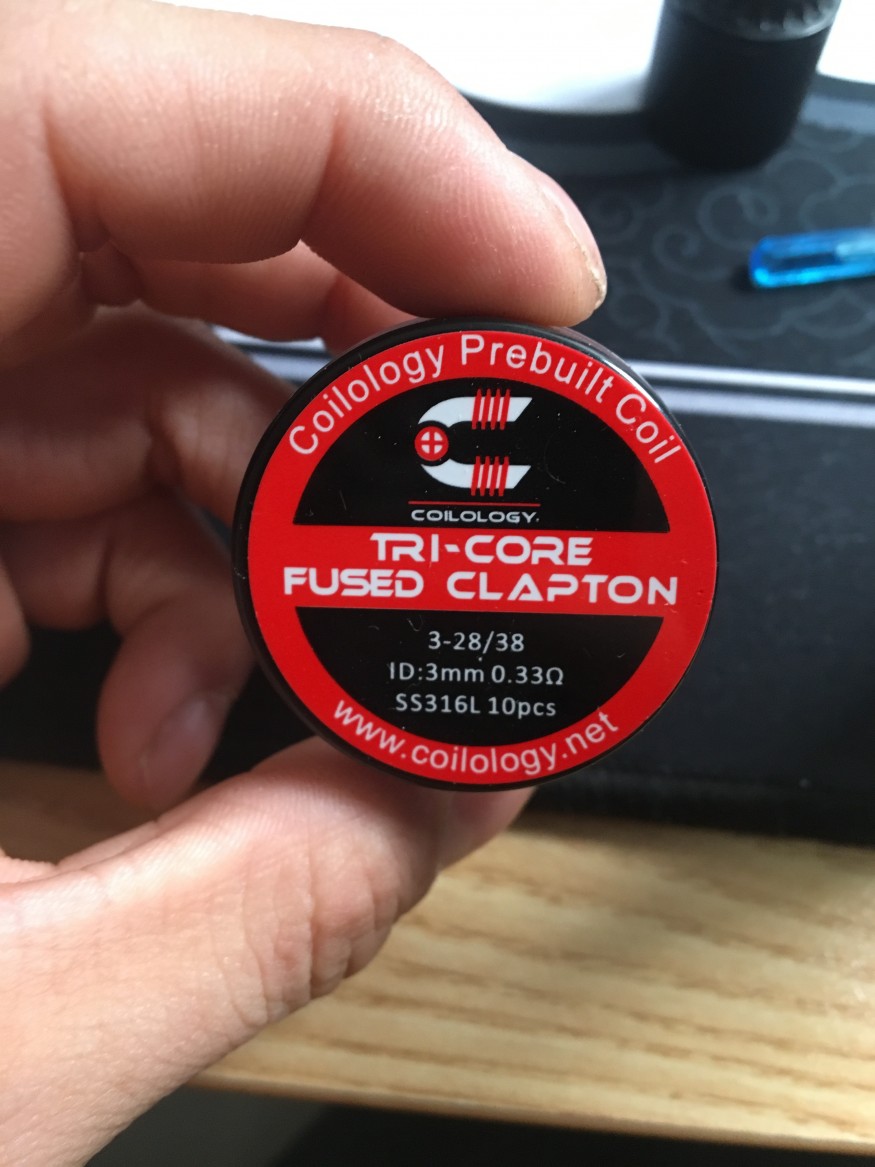 Coilology Prebuilt Coil
COILOLOGY
TRI-CORE
FUSED CLAPTON
3-28/38
ID:3mm 0.33Ω
SS316L 10pcs
www.coilology.net